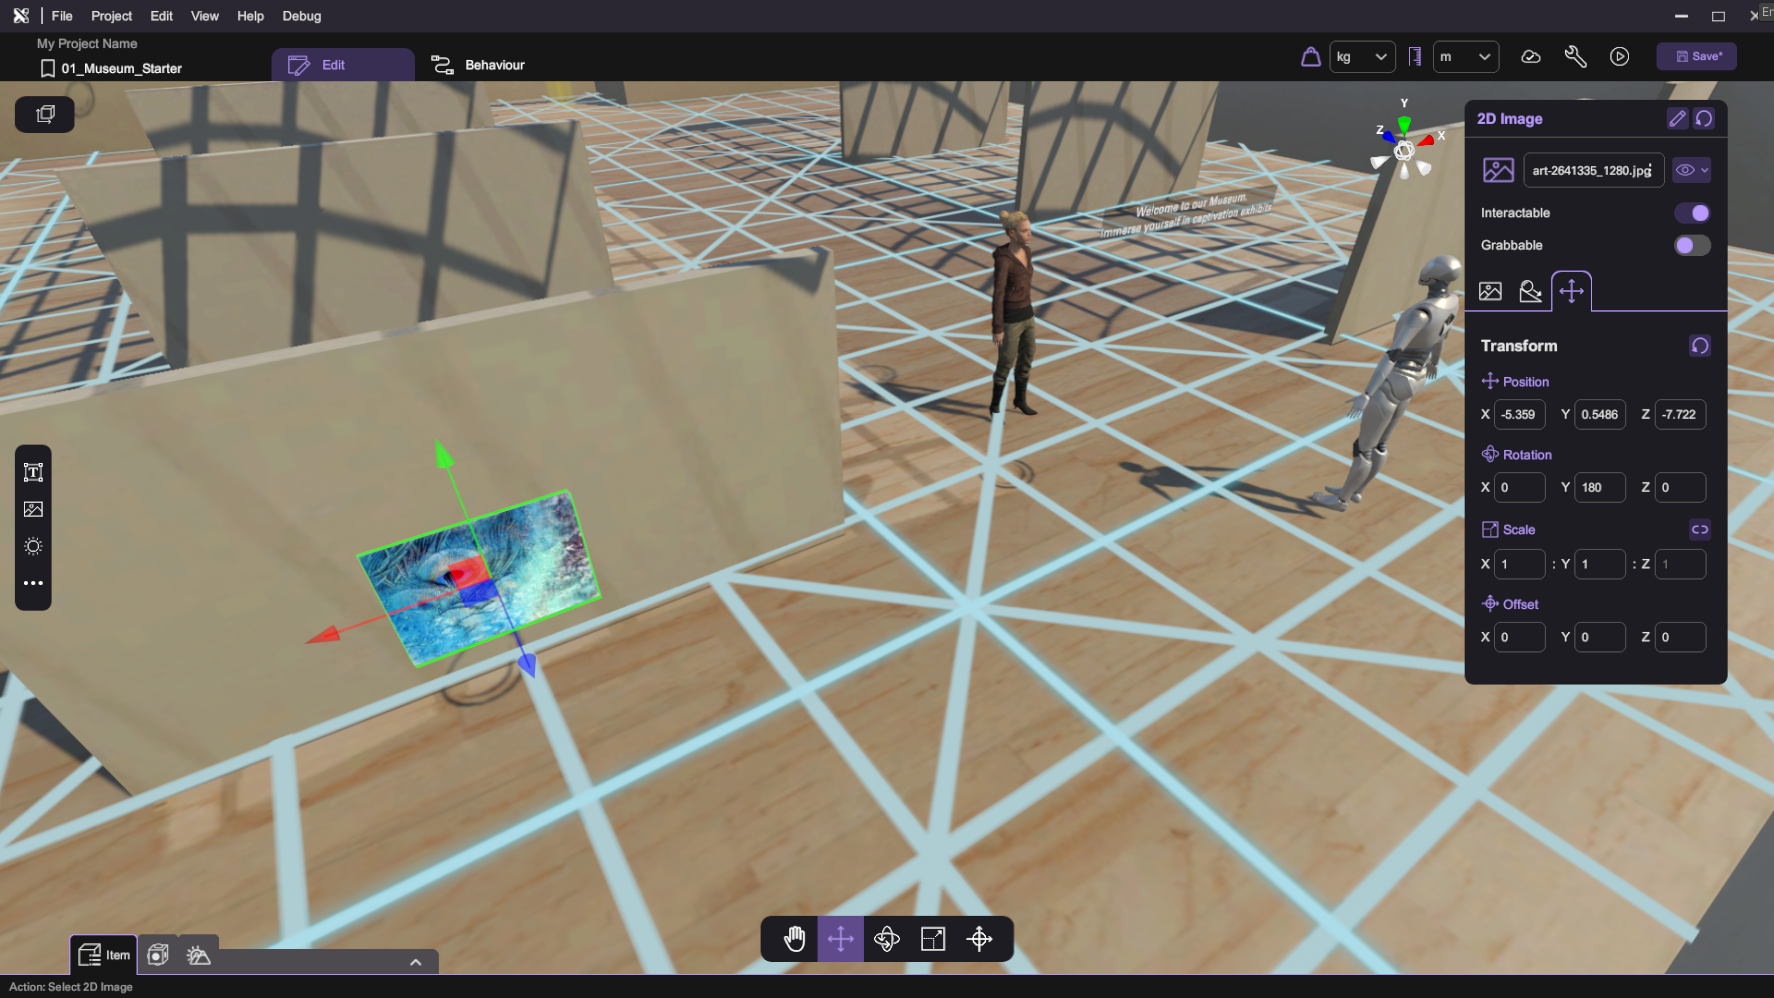 File Project Edit View Help Debug
My Project Name
01_Museum_Starter
Edit
Behaviour
kg
m
Save*
Y
Z
X
2D Image
art-2641335_1280.jpg
Interactable
Grabbable
Transform
Position
X -5.359 Y 0.5486 Z -7.722
Rotation
X 0 Y 180 Z 0
Scale
X 1 : Y 1 : Z 1
Offset
X 0 Y 0 Z 0
Welcome to our Museum.
Immerse yourself in captivation exhibits.
T
Item
Action: Select 2D Image